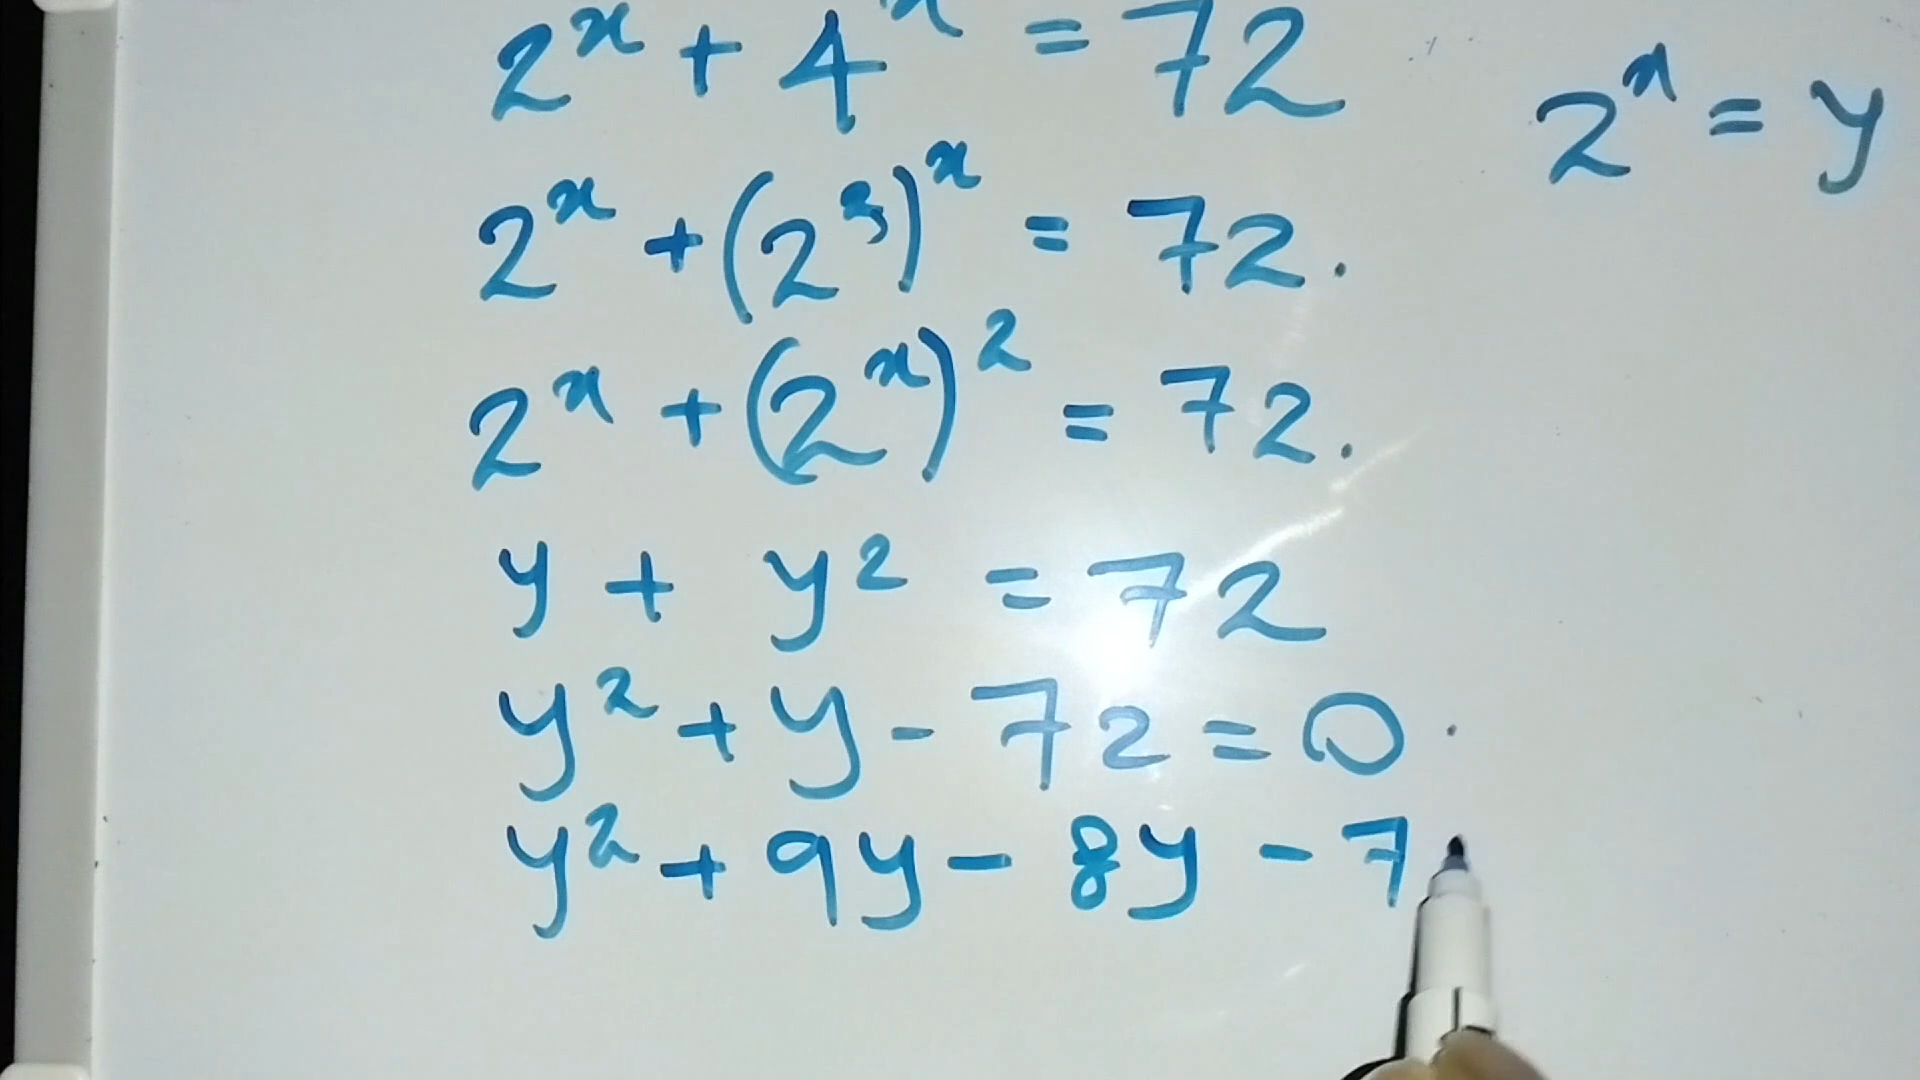 2^x + 4^x = 72
2^x = y
2^x + (2^2)^x = 72.
2^x + (2^x)^2 = 72.
y + y^2 = 72
y^2 + y - 72 = 0.
y^2 + 9y - 8y - 7